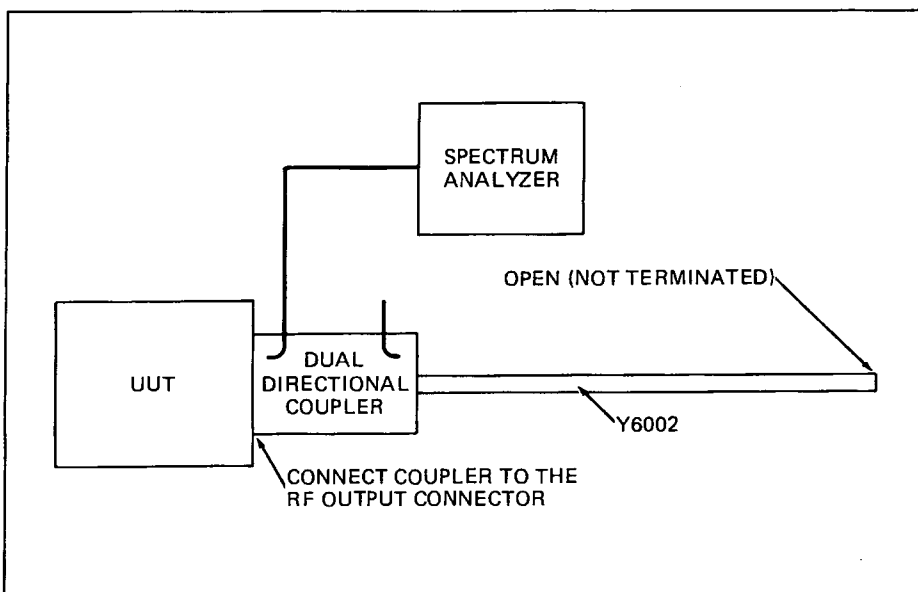 SPECTRUM
ANALYZER
OPEN (NOT TERMINATED)
UUT
DUAL
DIRECTIONAL
COUPLER
Y6002
CONNECT COUPLER TO THE
RF OUTPUT CONNECTOR